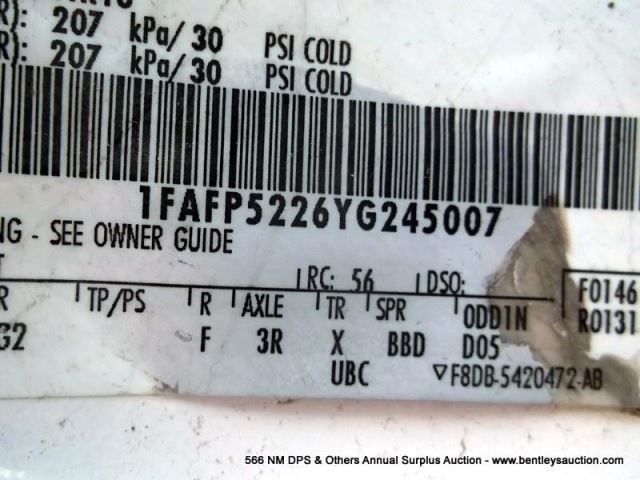 R): 207 kPa/30 PSI COLD
R): 207 kPa/30 PSI COLD
1FAFP5226YG245007
NG - SEE OWNER GUIDE
RC: 56 DSO: F0146
R TP/PS R AXLE TR SPR ODD1N R0131
G2 F 3R X BBD D05
UBC ▽F8DB-5420472-AB
566 NM DPS & Others Annual Surplus Auction - www.bentleysauction.com